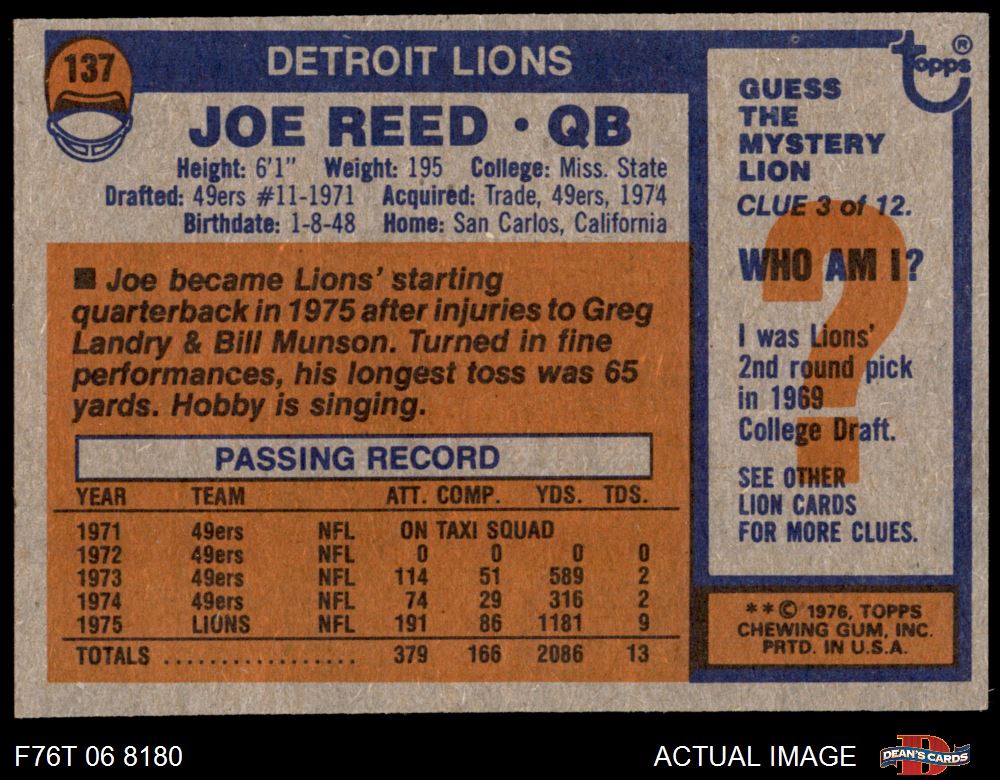 137
DETROIT LIONS
JOE REED • QB
Height: 6'1" Weight: 195 College: Miss. State
Drafted: 49ers #11-1971 Acquired: Trade, 49ers, 1974
Birthdate: 1-8-48 Home: San Carlos, California
■ Joe became Lions' starting
quarterback in 1975 after injuries to Greg
Landry & Bill Munson. Turned in fine
performances, his longest toss was 65
yards. Hobby is singing.
PASSING RECORD
YEAR TEAM ATT. COMP. YDS. TDS.
1971 49ers NFL ON TAXI SQUAD
1972 49ers NFL 0 0 0 0
1973 49ers NFL 114 51 589 2
1974 49ers NFL 74 29 316 2
1975 LIONS NFL 191 86 1181 9
TOTALS ................. 379 166 2086 13
topps ®
GUESS
THE
MYSTERY
LION
CLUE 3 of 12.
WHO AM I?
?
I was Lions'
2nd round pick
in 1969
College Draft.
SEE OTHER
LION CARDS
FOR MORE CLUES.
**© 1976, TOPPS
CHEWING GUM, INC.
PRTD. IN U.S.A.
F76T 06 8180
ACTUAL IMAGE
DEAN'S CARDS